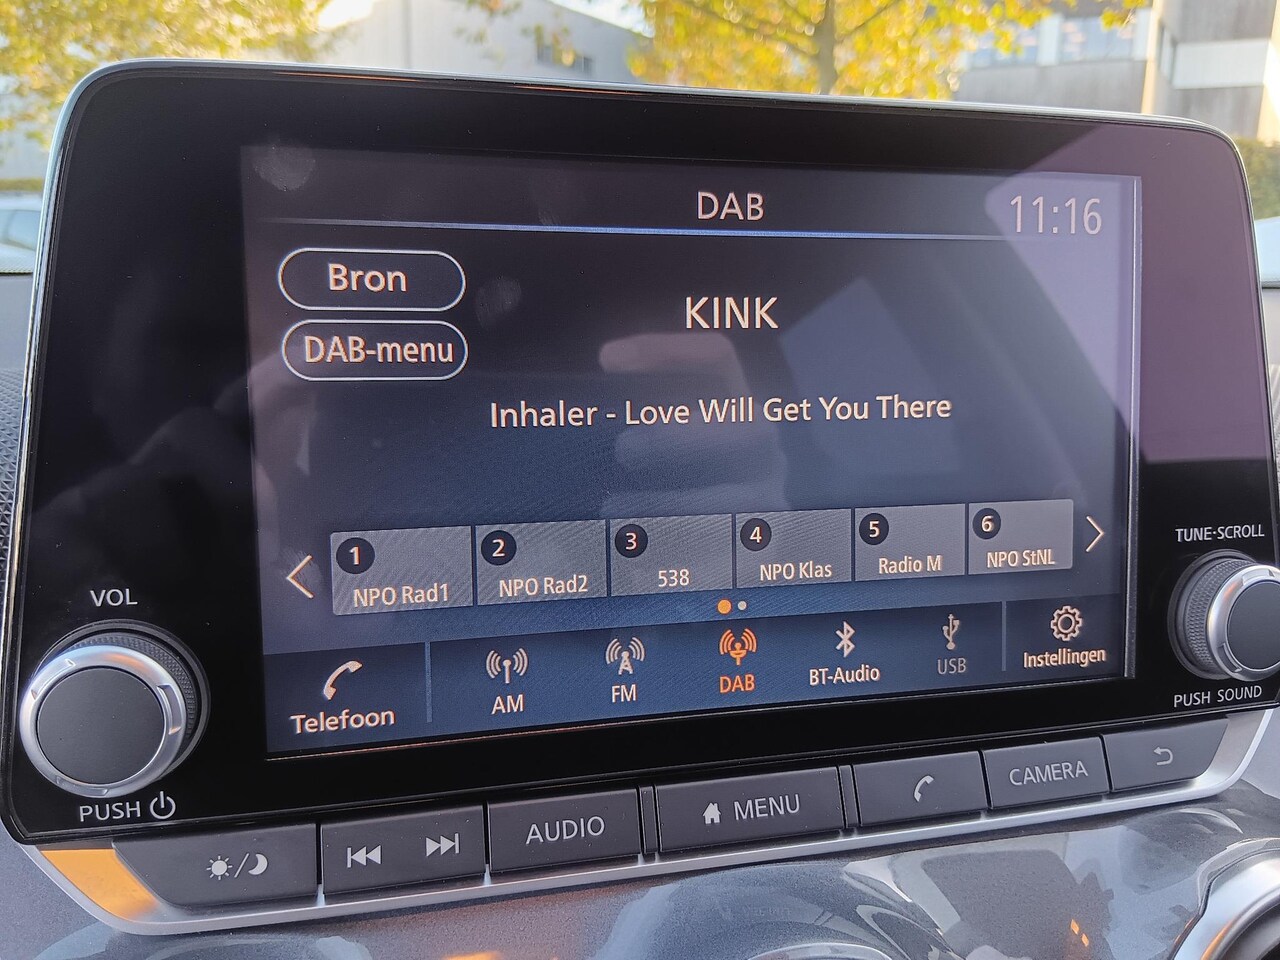 DAB
11:16
Bron
KINK
DAB-menu
Inhaler - Love Will Get You There
1
NPO Rad1
2
NPO Rad2
3
538
4
NPO Klas
5
Radio M
6
NPO StNL
Telefoon
AM
FM
DAB
BT-Audio
USB
Instellingen
VOL
PUSH
TUNE-SCROLL
PUSH SOUND
AUDIO
MENU
CAMERA